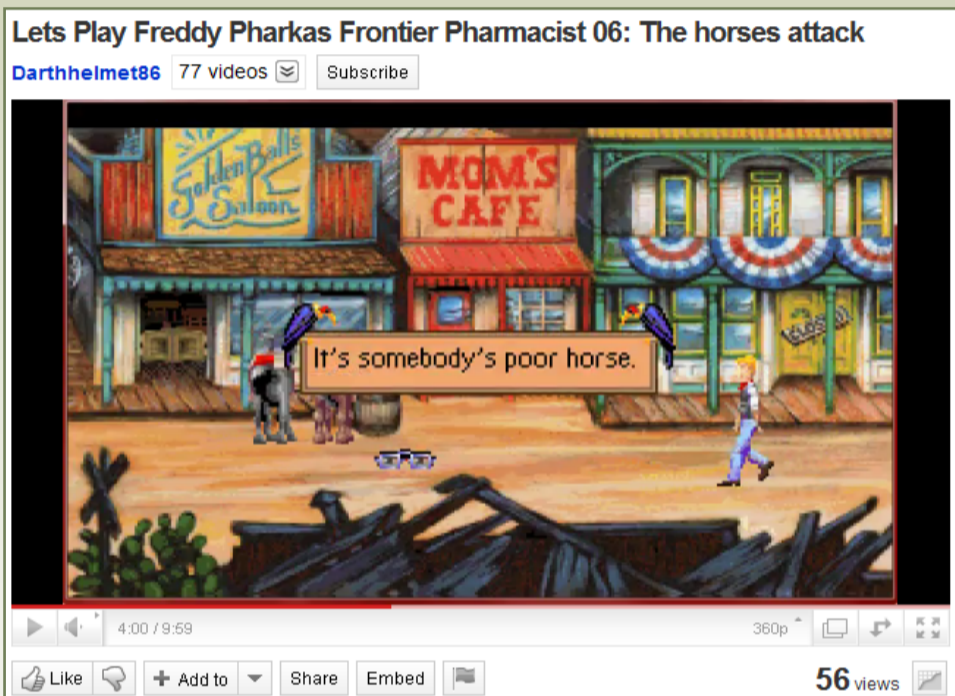 Lets Play Freddy Pharkas Frontier Pharmacist 06: The horses attack
Darthhelmet86 77 videos Subscribe
Golden Balls
Saloon
MOM'S
CAFE
CLOSED
It's somebody's poor horse.
4:00 / 9:59 360p
Like + Add to Share Embed 56 views